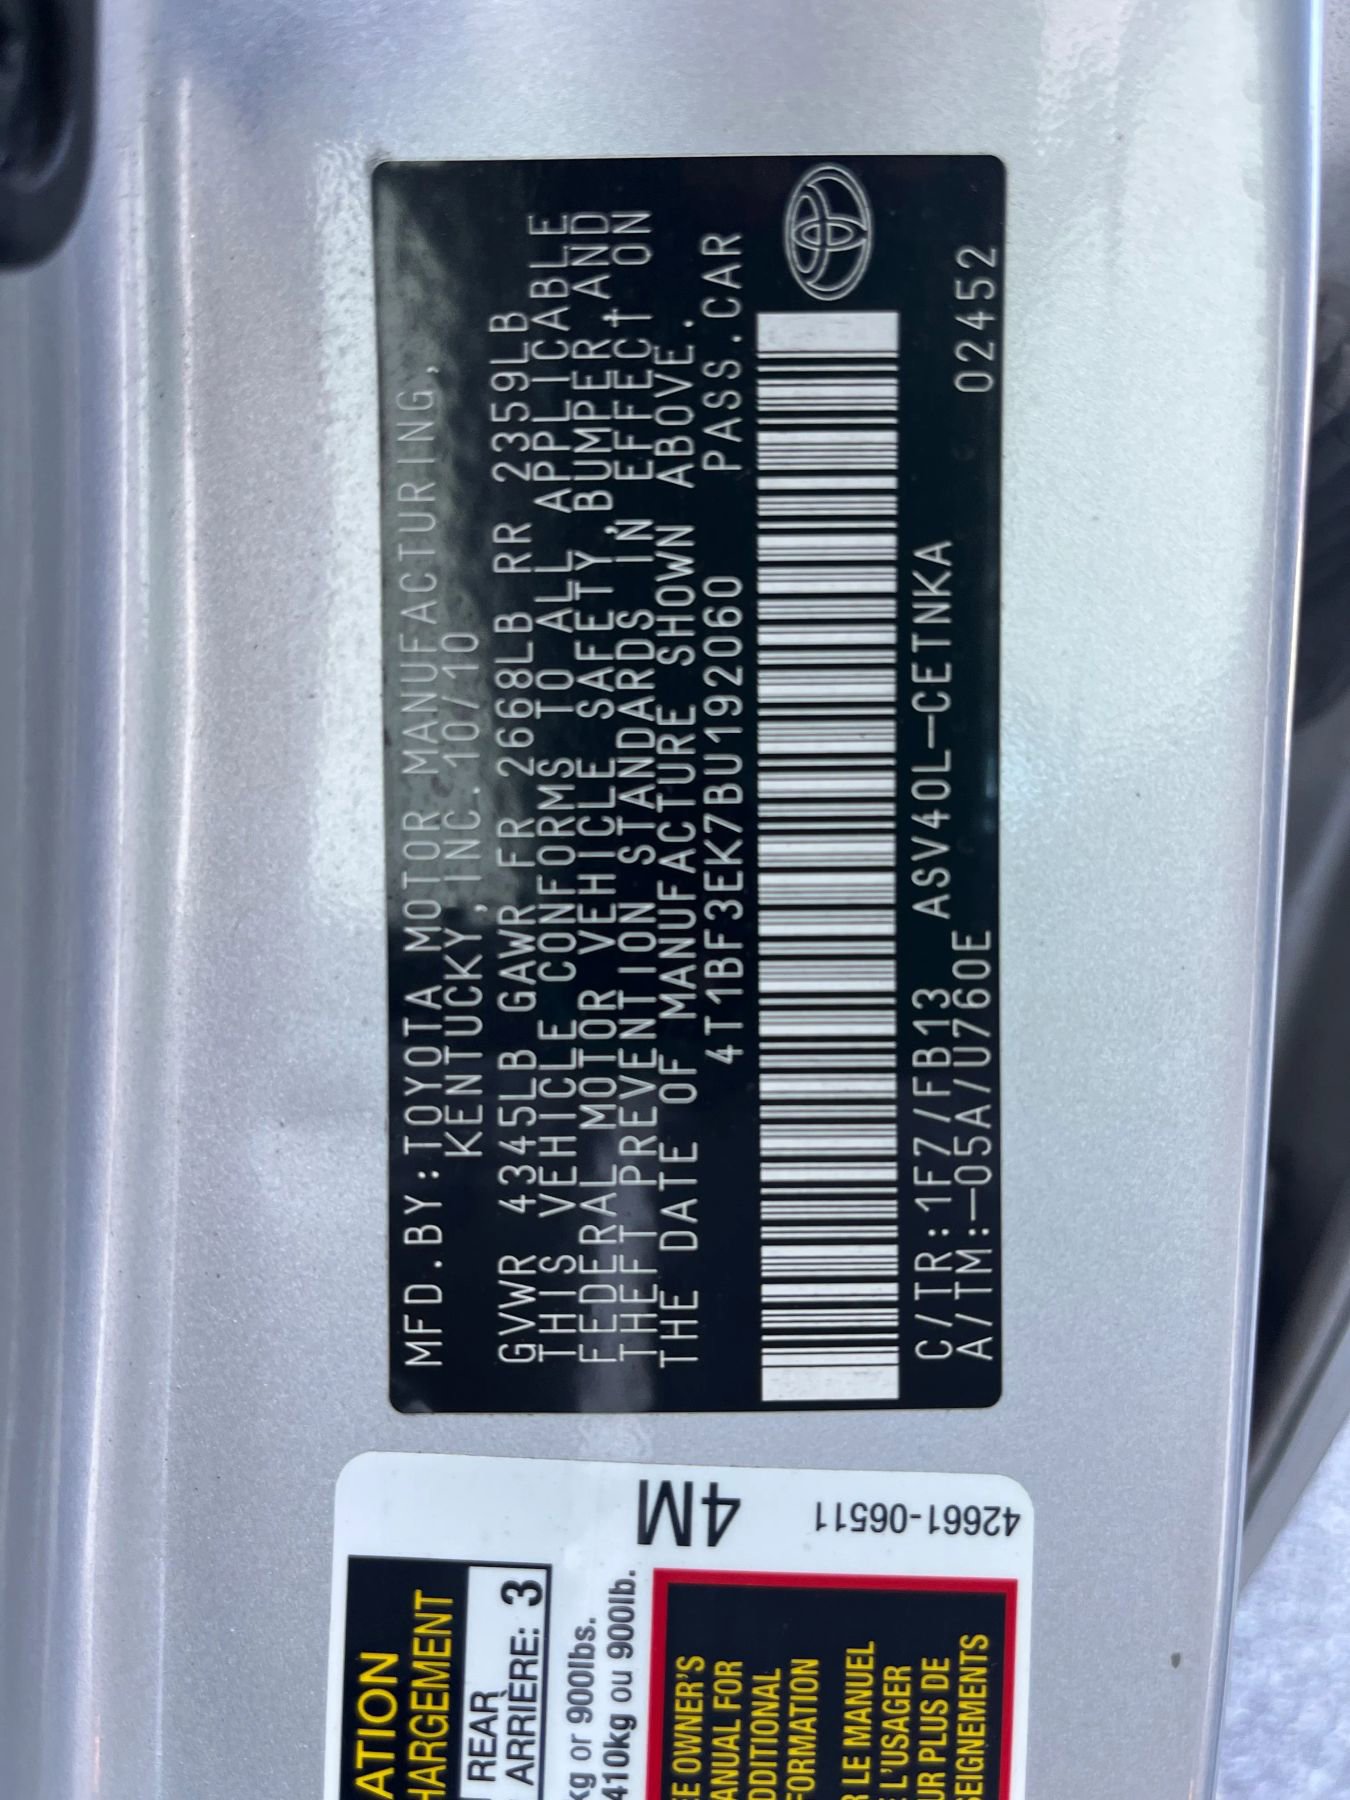 MFD.BY:TOYOTA MOTOR MANUFACTURING,
KENTUCKY, INC. 10/10
GVWR 4345LB GAWR FR 2668LB RR 2359LB
THIS VEHICLE CONFORMS TO ALL APPLICABLE
FEDERAL MOTOR VEHICLE SAFETY, BUMPER, AND
THEFT PREVENTION STANDARDS IN EFFECT ON
THE DATE OF MANUFACTURE SHOWN ABOVE.
4T1BF3EK7BU192060 PASS.CAR
C/TR:1F7/FB13 ASV40L-CETNKA
A/TM:-05A/U760E 02452
4M
42661-06511
ATION
HARGEMENT
REAR
ARRIÈRE: 3
kg or 900lbs.
410kg ou 900lb.
EE OWNER'S
ANUAL FOR
DDITIONAL
FORMATION
R LE MANUEL
E L'USAGER
UR PLUS DE
SEIGNEMENTS